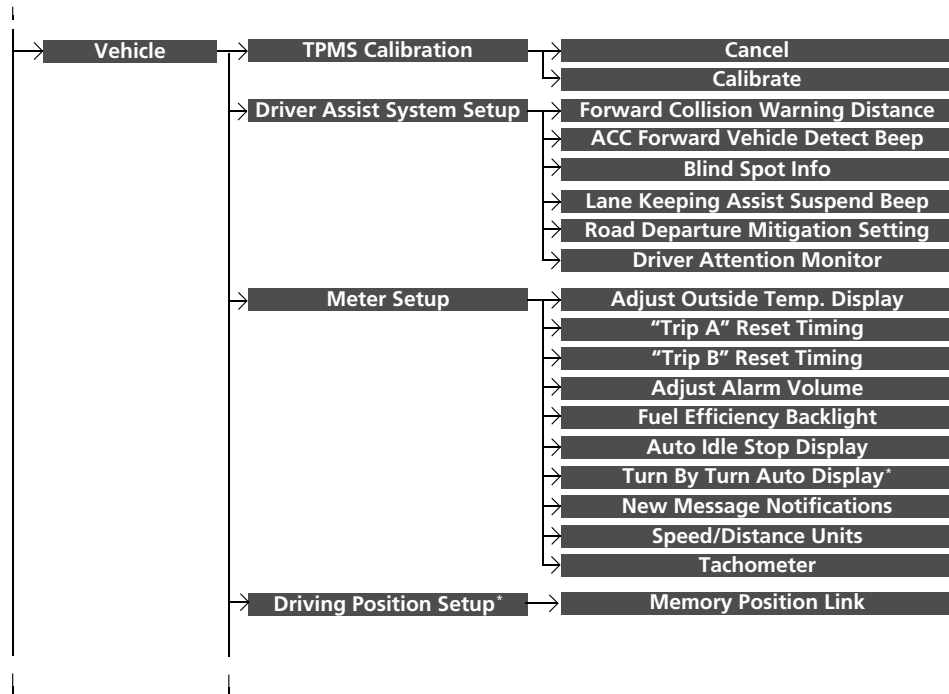 Vehicle
TPMS Calibration
Cancel
Calibrate
Driver Assist System Setup
Forward Collision Warning Distance
ACC Forward Vehicle Detect Beep
Blind Spot Info
Lane Keeping Assist Suspend Beep
Road Departure Mitigation Setting
Driver Attention Monitor
Meter Setup
Adjust Outside Temp. Display
“Trip A” Reset Timing
“Trip B” Reset Timing
Adjust Alarm Volume
Fuel Efficiency Backlight
Auto Idle Stop Display
Turn By Turn Auto Display*
New Message Notifications
Speed/Distance Units
Tachometer
Driving Position Setup*
Memory Position Link